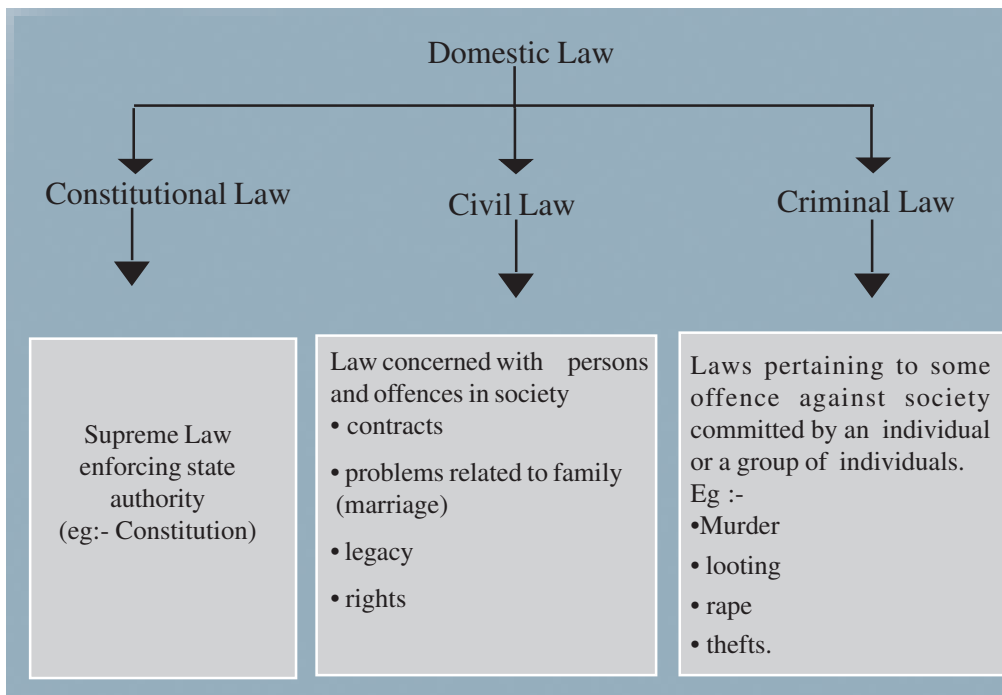 Domestic Law
Constitutional Law
Civil Law
Criminal Law
Supreme Law
enforcing state
authority
(eg:- Constitution)
Law concerned with persons
and offences in society
• contracts
• problems related to family
(marriage)
• legacy
• rights
Laws pertaining to some
offence against society
committed by an individual
or a group of individuals.
Eg :-
•Murder
• looting
• rape
• thefts.